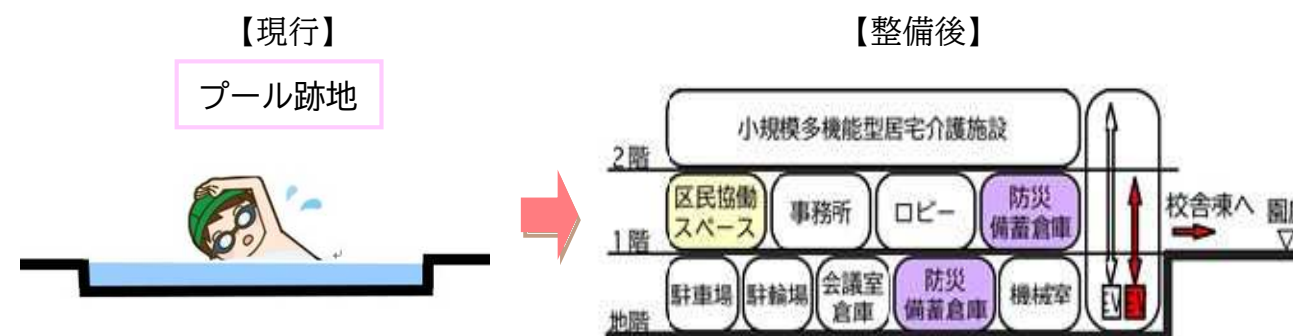 【現行】
プール跡地
【整備後】
小規模多機能型居宅介護施設
2階
区民協働
スペース
事務所
ロビー
防災
備蓄倉庫
1階
校舎東へ
駐車場
駐輪場
会議室
倉庫
防災
備蓄倉庫
機械室
地階
EV
EV